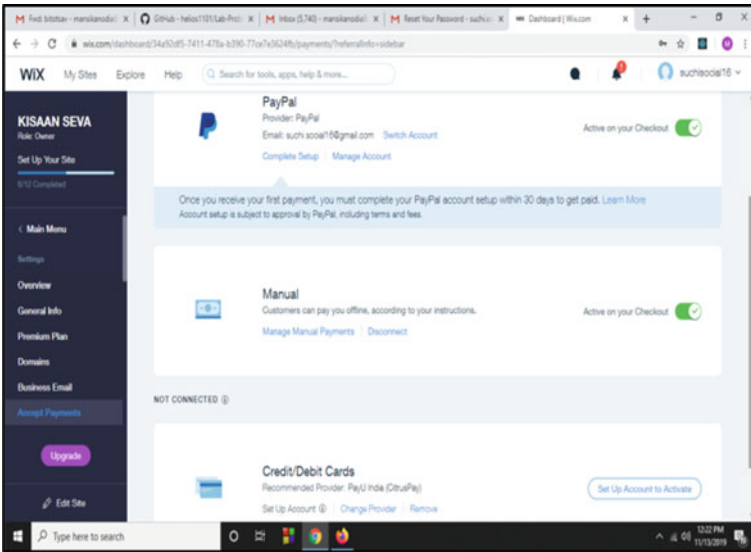 Fwd: bitotsav - mansikanodia
GitHub - helios1101/Lab-Prot
Inbox (5,740) - mansikanodia
Reset Your Password - suchi.so
Dashboard | Wix.com
wix.com/dashboard/
/payments/?referralInfo=sidebar
WiX My Sites Explore Help Search for tools, apps, help & more... suchisocial16
KISAAN SEVA
Role: Owner
Set Up Your Site
6/12 Completed
< Main Menu
Settings
Overview
General Info
Premium Plan
Domains
Business Email
Accept Payments
Upgrade
Edit Site
PayPal
Provider: PayPal
Email: suchi.social16@gmail.com Switch Account
Complete Setup | Manage Account
Active on your Checkout
Once you receive your first payment, you must complete your PayPal account setup within 30 days to get paid. Learn More
Account setup is subject to approval by PayPal, including terms and fees.
Manual
Customers can pay you offline, according to your instructions.
Manage Manual Payments | Disconnect
Active on your Checkout
NOT CONNECTED
Credit/Debit Cards
Recommended Provider: PayU India (CitrusPay)
Set Up Account | Change Provider | Remove
Set Up Account to Activate
Type here to search
12:22 PM
11/13/2019